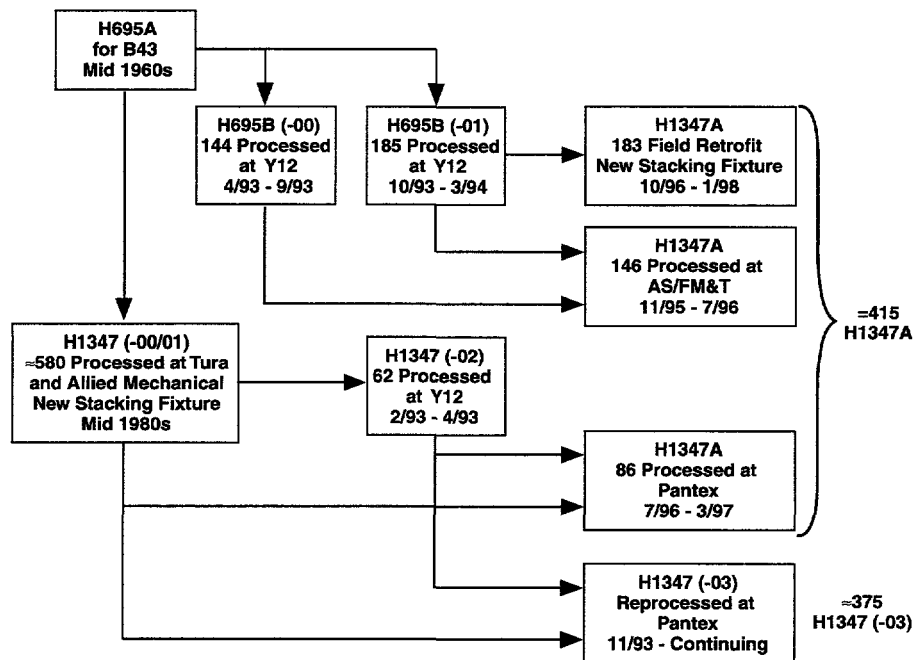 H695A
for B43
Mid 1960s
H695B (-00)
144 Processed
at Y12
4/93 - 9/93
H695B (-01)
185 Processed
at Y12
10/93 - 3/94
H1347A
183 Field Retrofit
New Stacking Fixture
10/96 - 1/98
H1347A
146 Processed at
AS/FM&T
11/95 - 7/96
=415
H1347A
H1347 (-00/01)
≈580 Processed at Tura
and Allied Mechanical
New Stacking Fixture
Mid 1980s
H1347 (-02)
62 Processed
at Y12
2/93 - 4/93
H1347A
86 Processed at
Pantex
7/96 - 3/97
H1347 (-03)
Reprocessed at
Pantex
11/93 - Continuing
≈375
H1347 (-03)